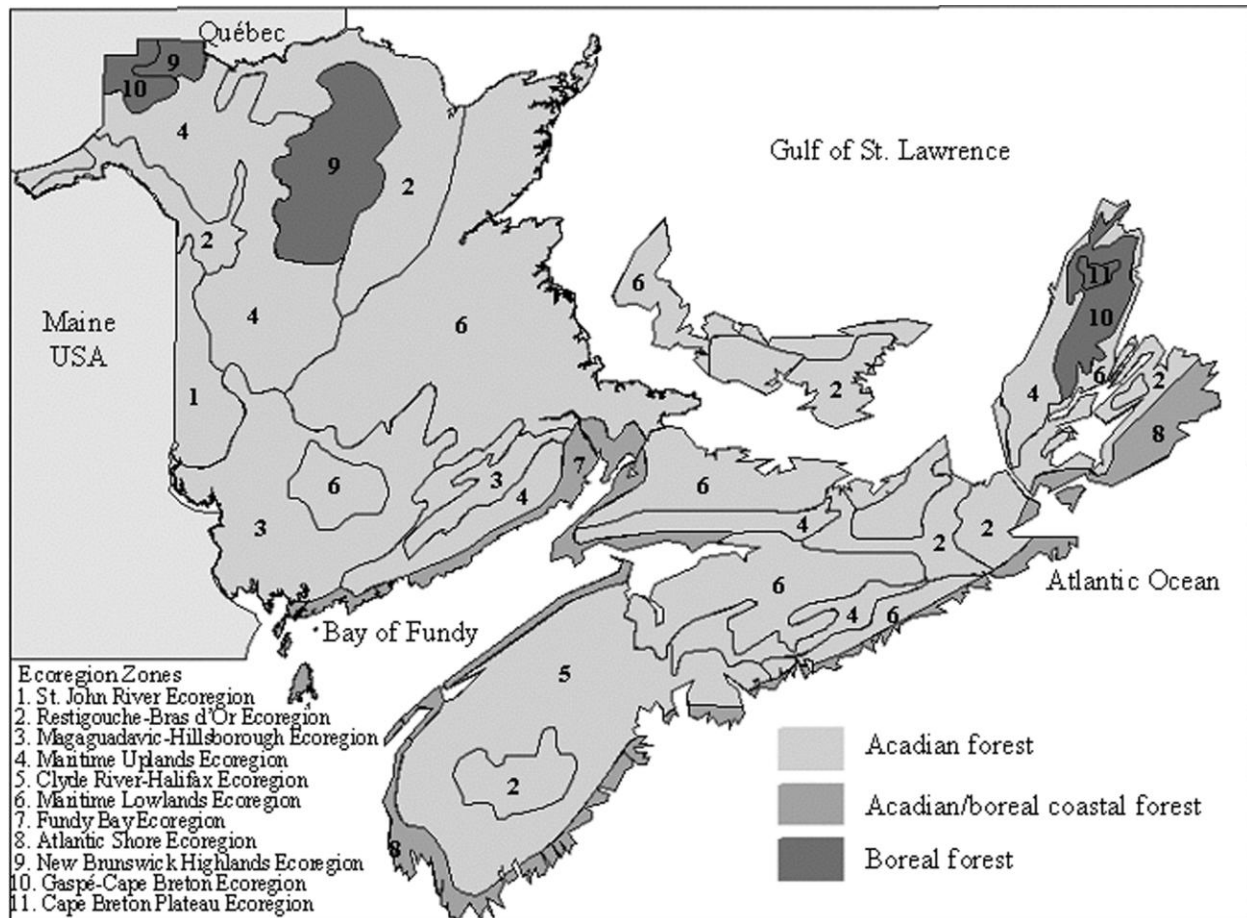 Québec
9
10
4
9
2
Gulf of St. Lawrence
2
6
11
Maine
USA
4
6
10
6
2
4
1
2
8
7
6
3
4
6
6
3
4
2
2
6
Atlantic Ocean
4
6
Bay of Fundy
5
2
8
Ecoregion Zones
1. St. John River Ecoregion
2. Restigouche-Bras d'Or Ecoregion
3. Magaguadavic-Hillsborough Ecoregion
4. Maritime Uplands Ecoregion
5. Clyde River-Halifax Ecoregion
6. Maritime Lowlands Ecoregion
7. Fundy Bay Ecoregion
8. Atlantic Shore Ecoregion
9. New Brunswick Highlands Ecoregion
10. Gaspé-Cape Breton Ecoregion
11. Cape Breton Plateau Ecoregion
Acadian forest
Acadian/boreal coastal forest
Boreal forest